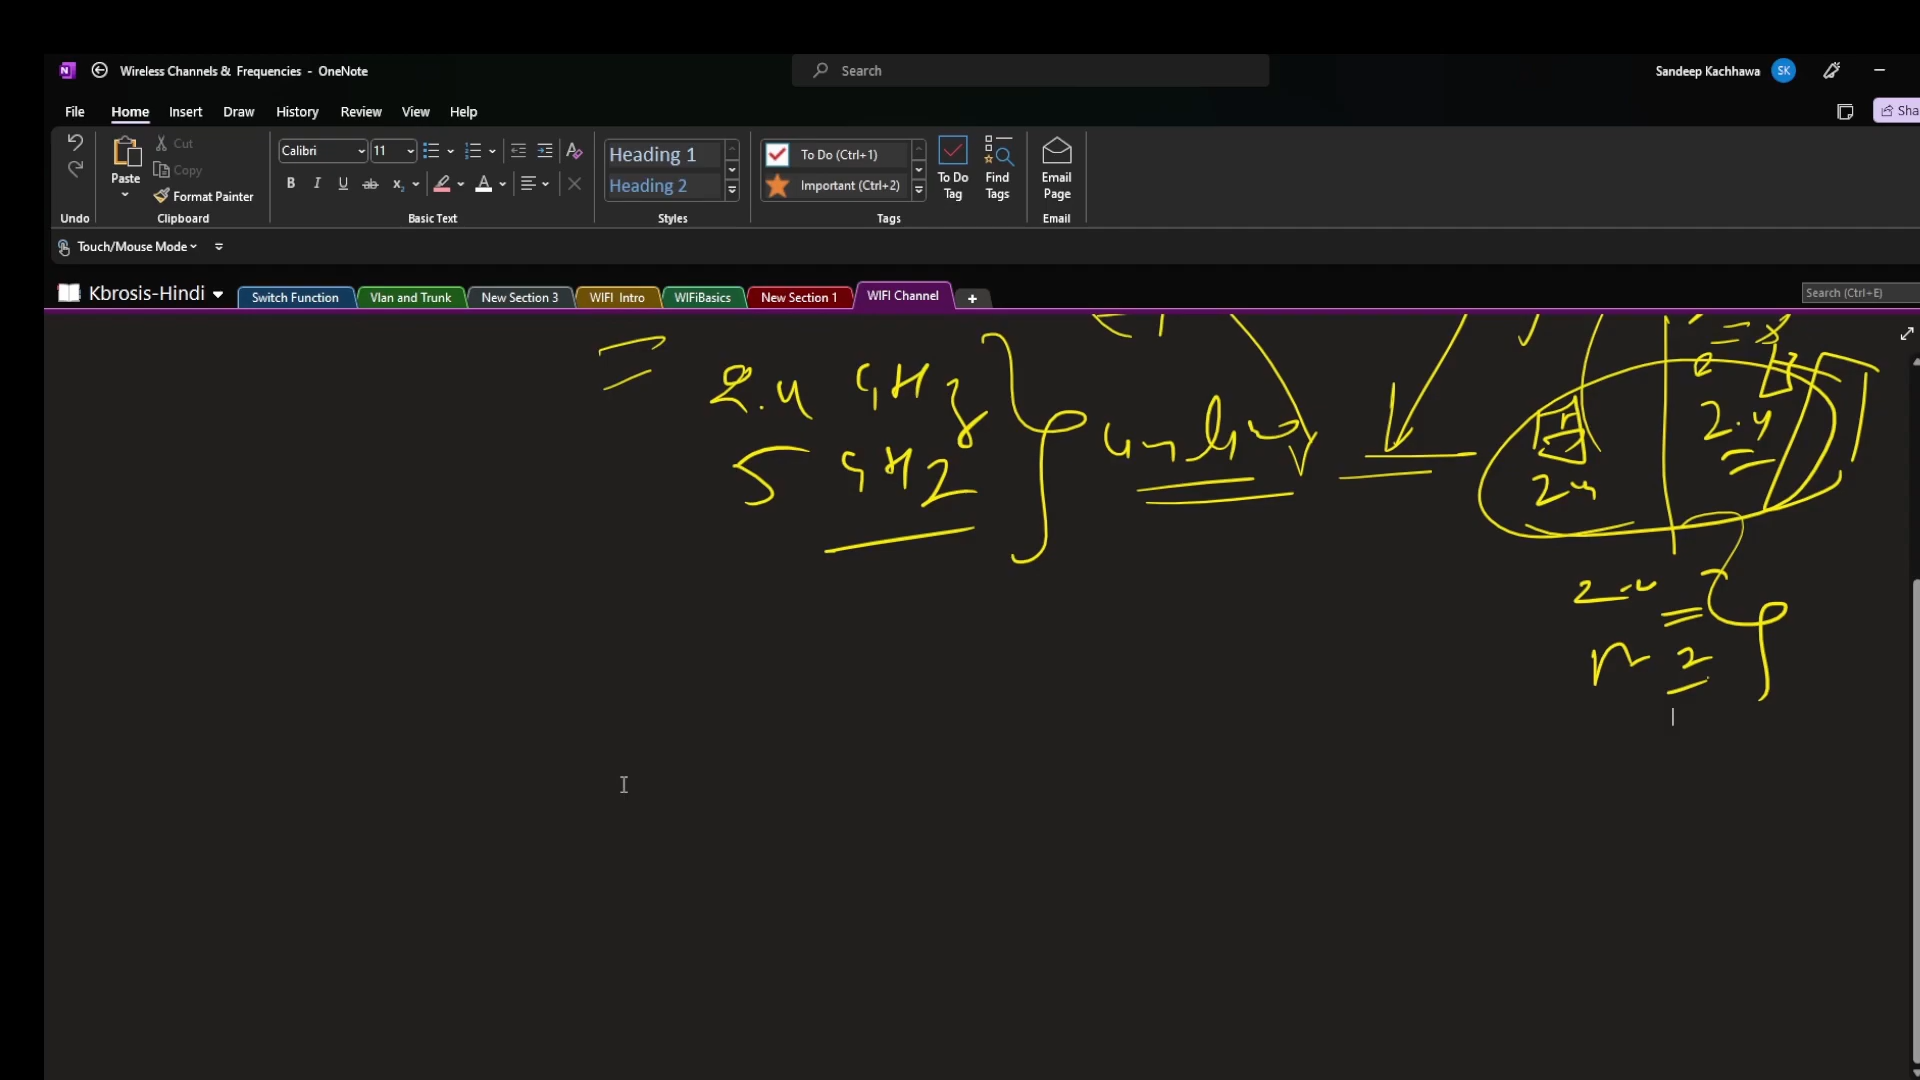 Wireless Channels & Frequencies - OneNote
Search
Sandeep Kachhawa SK
File Home Insert Draw History Review View Help
Sha
Undo
Paste
Cut
Copy
Format Painter
Clipboard
Calibri 11
B I U ab x₂ A
Basic Text
Heading 1
Heading 2
Styles
To Do (Ctrl+1)
Important (Ctrl+2)
Tags
To Do Tag
Find Tags
Email Page
Email
Touch/Mouse Mode
Kbrosis-Hindi
Switch Function Vlan and Trunk New Section 3 WIFI Intro WIFiBasics New Section 1 WIFI Channel +
Search (Ctrl+E)
2.4 GHz
5 GHz
2.4
24